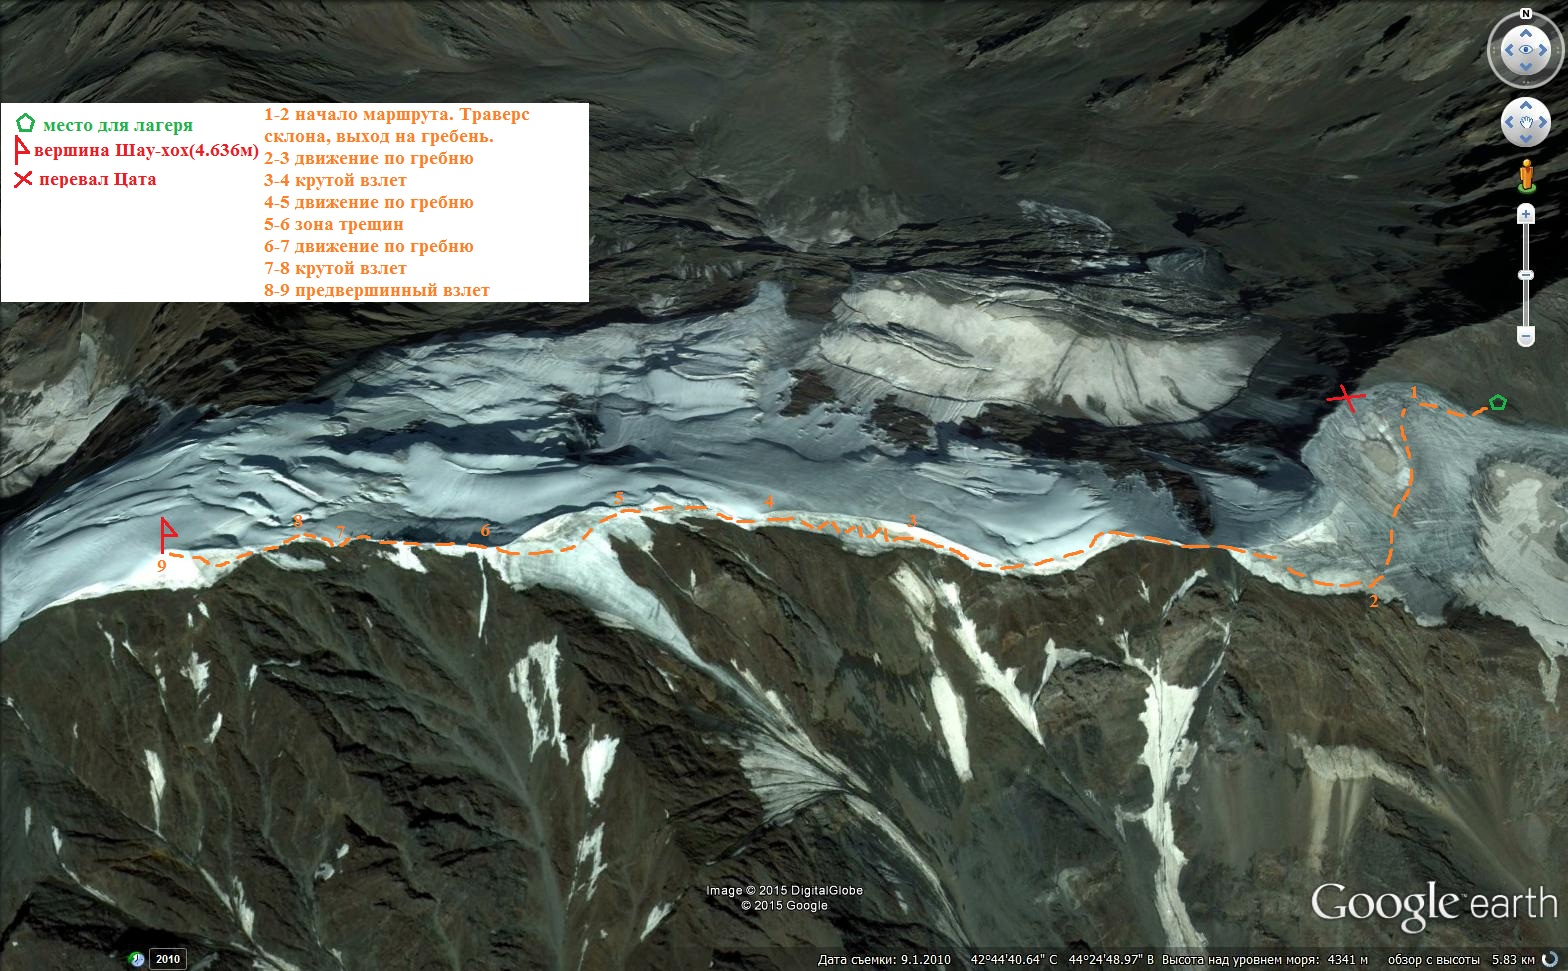 N
место для лагеря
вершина Шау-хох(4.636м)
перевал Цата
1-2 начало маршрута. Траверс
склона, выход на гребень.
2-3 движение по гребню
3-4 крутой взлет
4-5 движение по гребню
5-6 зона трещин
6-7 движение по гребню
7-8 крутой взлет
8-9 предвершинный взлет
1
2
3
4
5
6
7
8
9
Image © 2015 DigitalGlobe
© 2015 Google
Google earth
2010
Дата съемки: 9.1.2010 42°44'40.64" С 44°24'48.97" В Высота над уровнем моря: 4341 м обзор с высоты 5.83 км